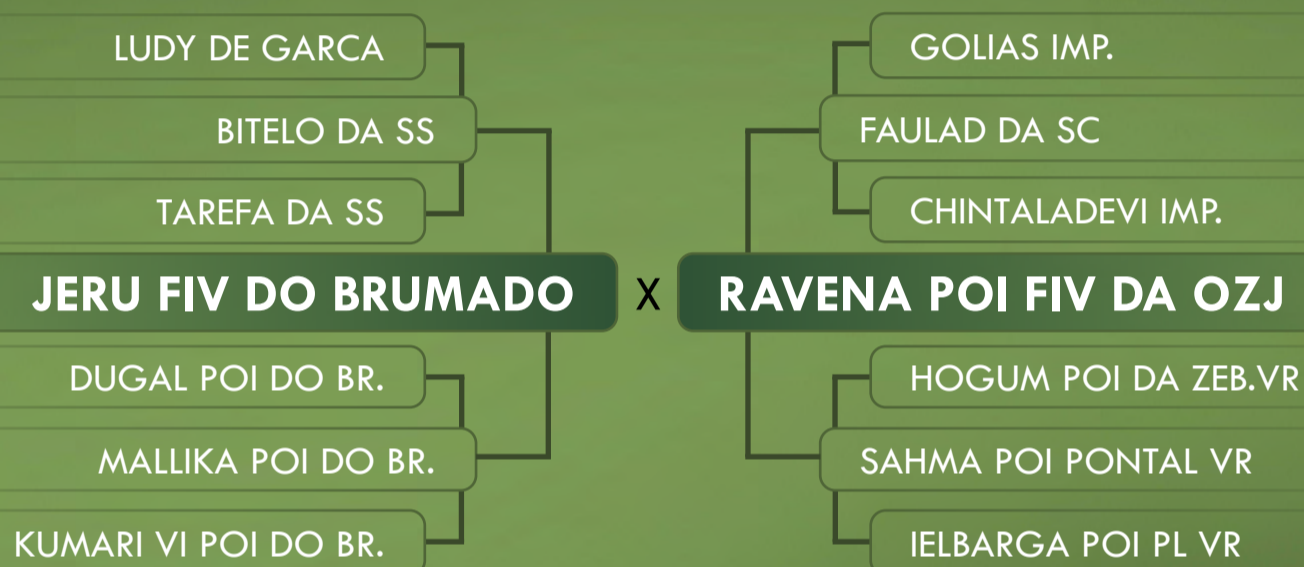 LUDY DE GARCA
BITELO DA SS
TAREFA DA SS
JERU FIV DO BRUMADO
DUGAL POI DO BR.
MALLIKA POI DO BR.
KUMARI VI POI DO BR.
X
GOLIAS IMP.
FAULAD DA SC
CHINTALADEVI IMP.
RAVENA POI FIV DA OZJ
HOGUM POI DA ZEB.VR
SAHMA POI PONTAL VR
IELBARGA POI PL VR